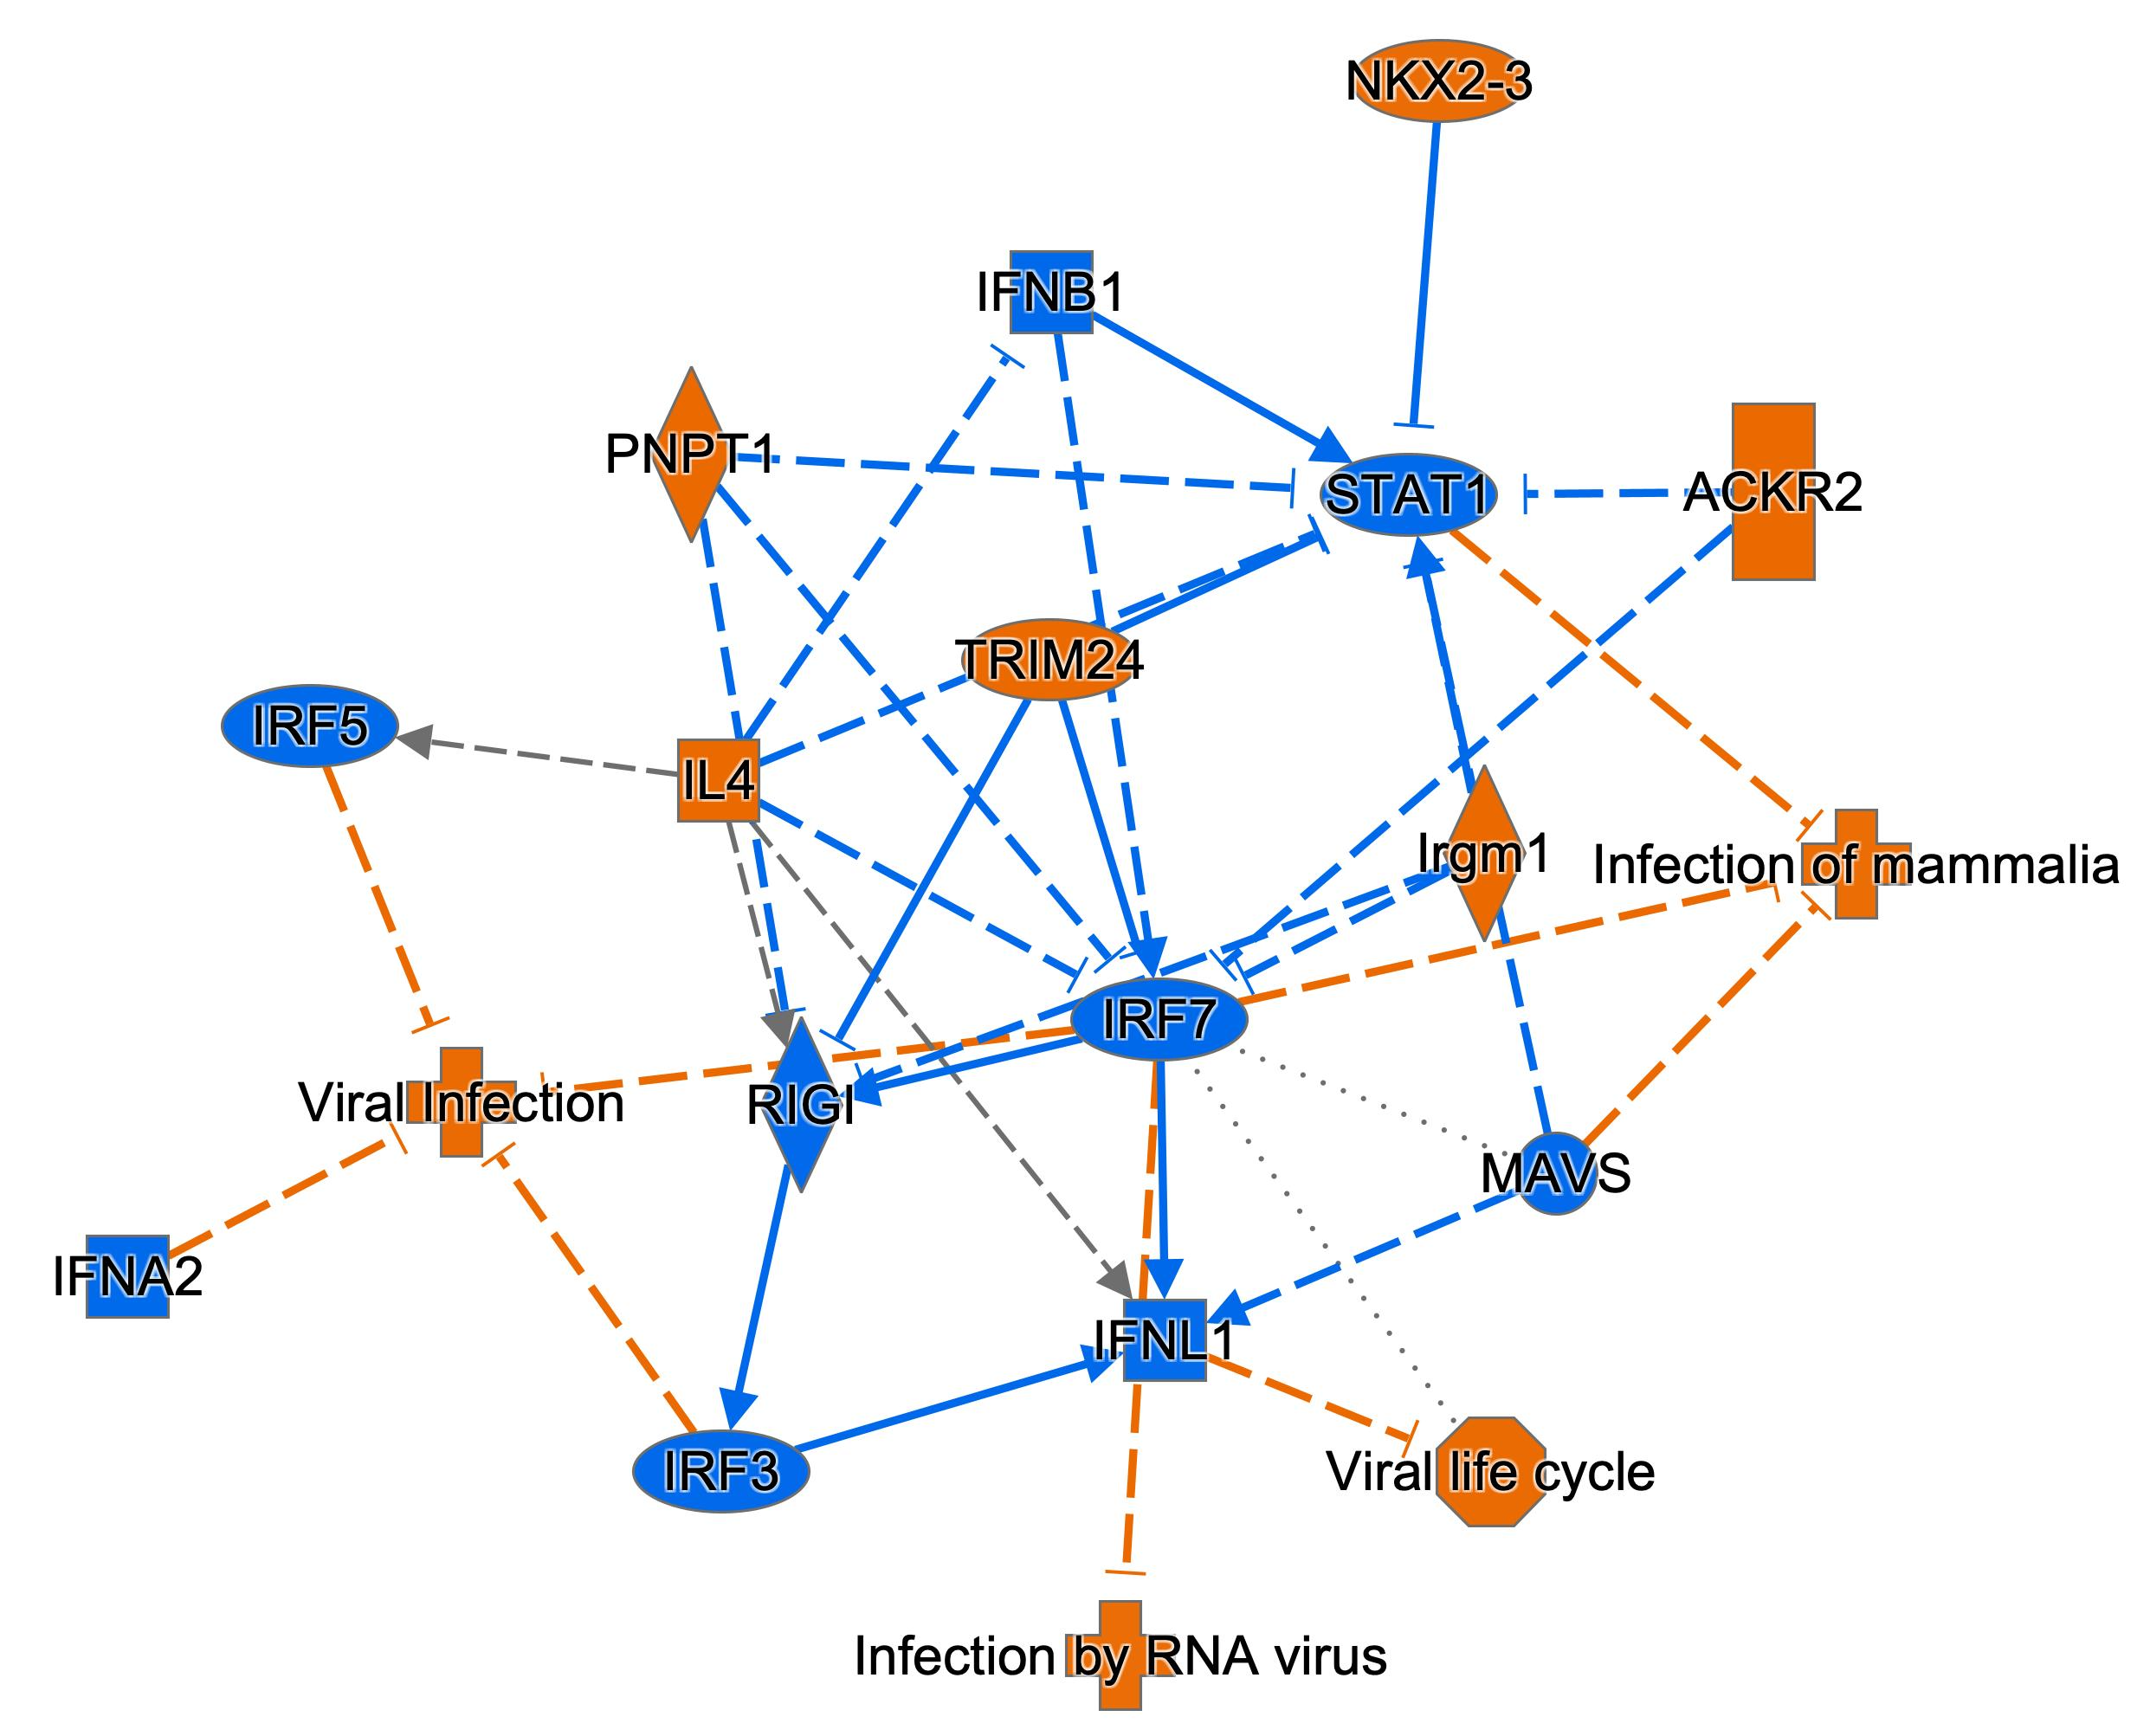 NKX2-3
IFNB1
PNPT1
STAT1
ACKR2
TRIM24
IRF5
IL4
Irgm1
Infection of mammalia
IRF7
Viral Infection
RIGI
MAVS
IFNA2
IFNL1
IRF3
Viral life cycle
Infection by RNA virus